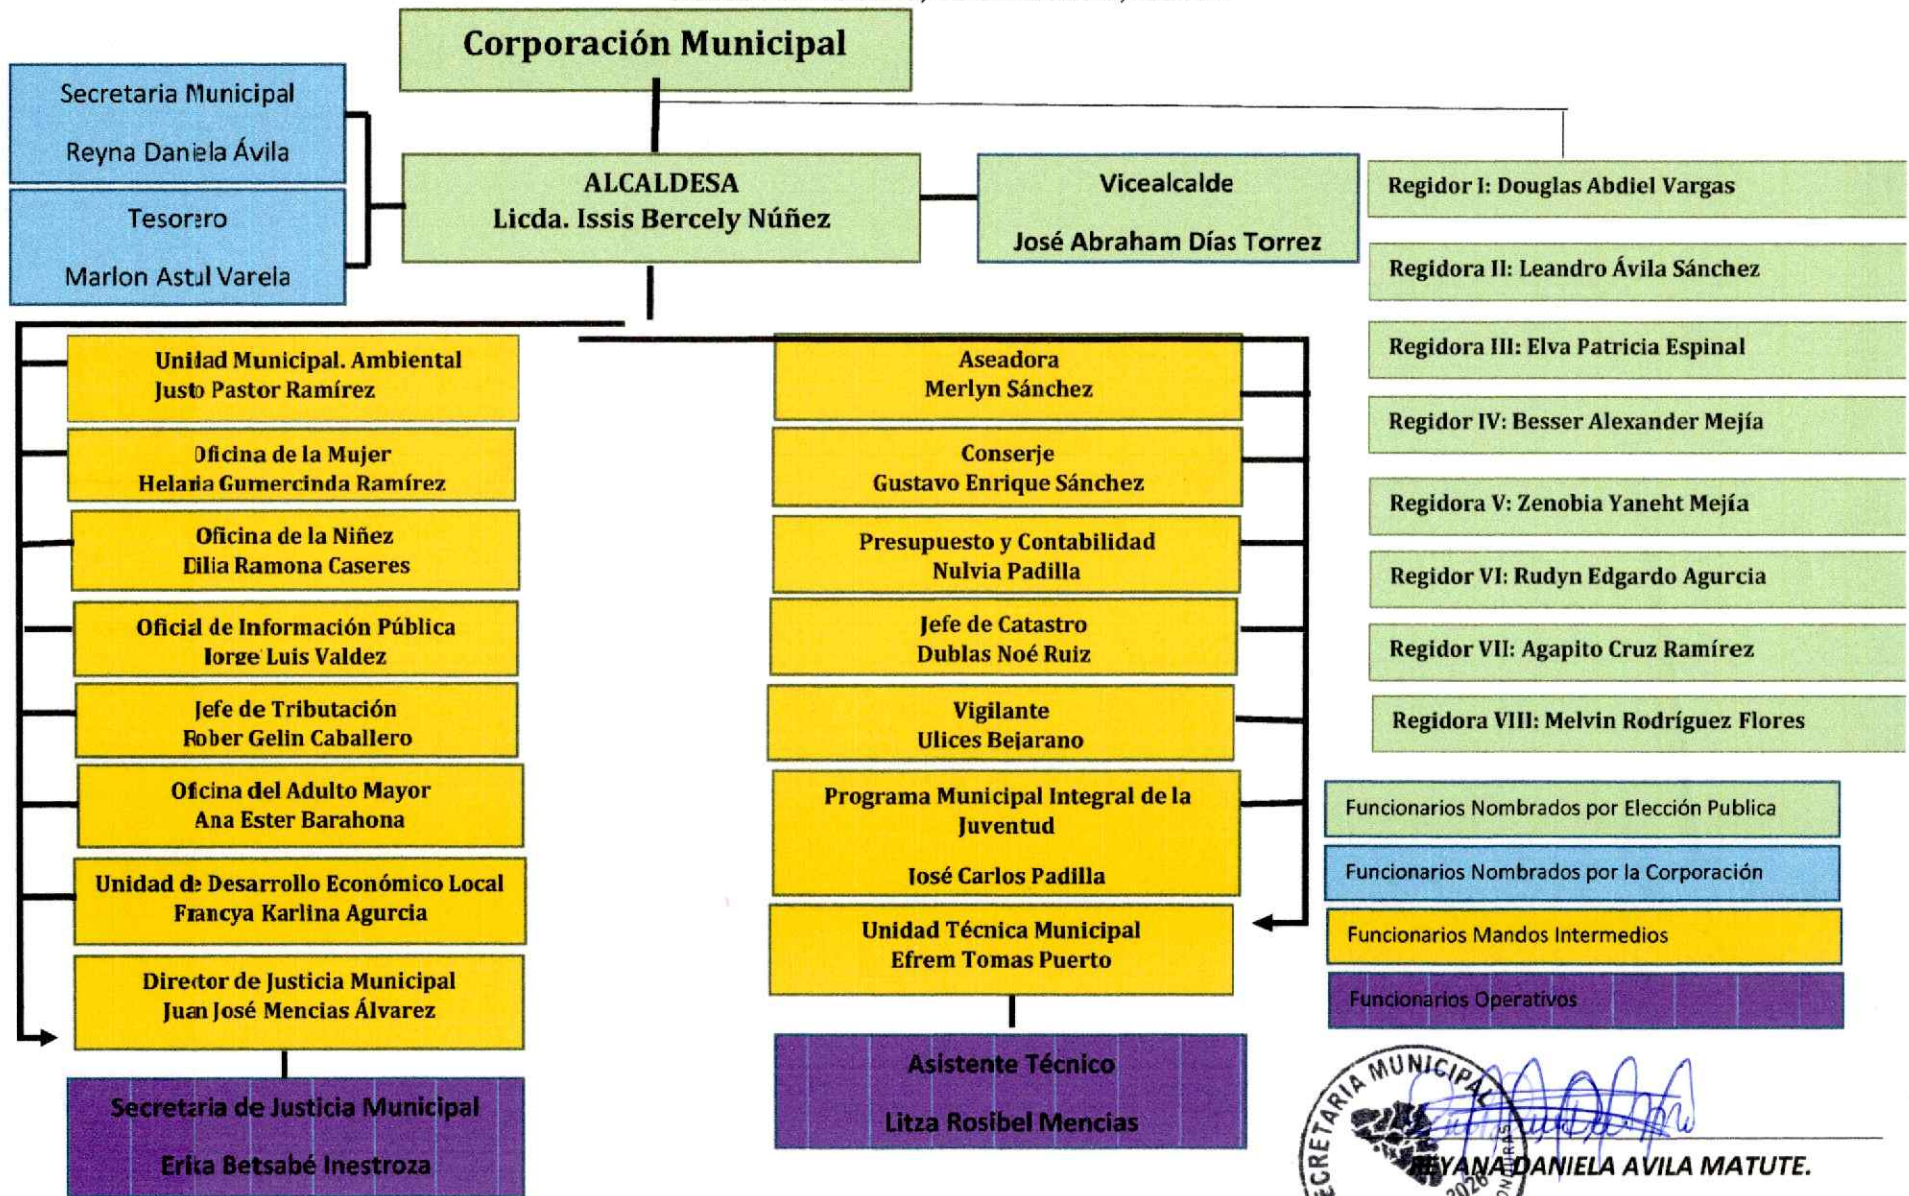 Corporación Municipal
Secretaria Municipal
Reyna Daniela Ávila
Tesorero
Marlon Astul Varela
ALCALDESA
Licda. Issis Bercely Núñez
Vicealcalde
José Abraham Días Torrez
Regidor I: Douglas Abdiel Vargas
Regidora II: Leandro Ávila Sánchez
Regidora III: Elva Patricia Espinal
Regidor IV: Besser Alexander Mejía
Regidora V: Zenobia Yaneht Mejía
Regidor VI: Rudyn Edgardo Agurcia
Regidor VII: Agapito Cruz Ramírez
Regidora VIII: Melvin Rodríguez Flores
Unidad Municipal. Ambiental
Justo Pastor Ramírez
Oficina de la Mujer
Helaria Gumercinda Ramírez
Oficina de la Niñez
Dilia Ramona Caseres
Oficial de Información Pública
Jorge Luis Valdez
Jefe de Tributación
Rober Gelin Caballero
Oficina del Adulto Mayor
Ana Ester Barahona
Unidad de Desarrollo Económico Local
Francya Karlina Agurcia
Director de Justicia Municipal
Juan José Mencias Álvarez
Secretaria de Justicia Municipal
Erika Betsabé Inestroza
Aseadora
Merlyn Sánchez
Conserje
Gustavo Enrique Sánchez
Presupuesto y Contabilidad
Nulvia Padilla
Jefe de Catastro
Dublas Noé Ruiz
Vigilante
Ulices Bejarano
Programa Municipal Integral de la
Juventud
José Carlos Padilla
Unidad Técnica Municipal
Efrem Tomas Puerto
Asistente Técnico
Litza Rosibel Mencias
Funcionarios Nombrados por Elección Publica
Funcionarios Nombrados por la Corporación
Funcionarios Mandos Intermedios
Funcionarios Operativos
SECRETARIA MUNICIPAL
2026
REYANA DANIELA AVILA MATUTE.